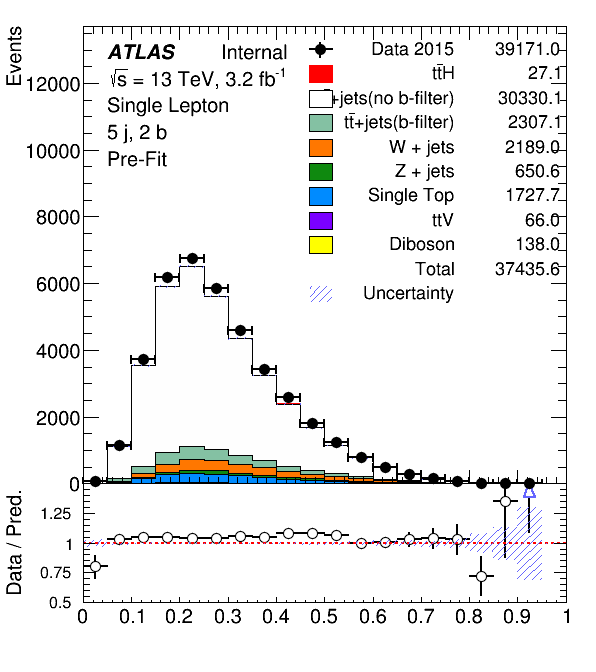 Events
ATLAS Internal
√s = 13 TeV, 3.2 fb-1
Single Lepton
5 j, 2 b
Pre-Fit
Data 2015 39171.0
tt̄H 27.1
+jets(no b-filter) 30330.1
tt̄+jets(b-filter) 2307.1
W + jets 2189.0
Z + jets 650.6
Single Top 1727.7
ttV 66.0
Diboson 138.0
Total 37435.6
Uncertainty
12000
10000
8000
6000
4000
2000
0
Data / Pred.
1.25
1
0.75
0.5
0 0.1 0.2 0.3 0.4 0.5 0.6 0.7 0.8 0.9 1